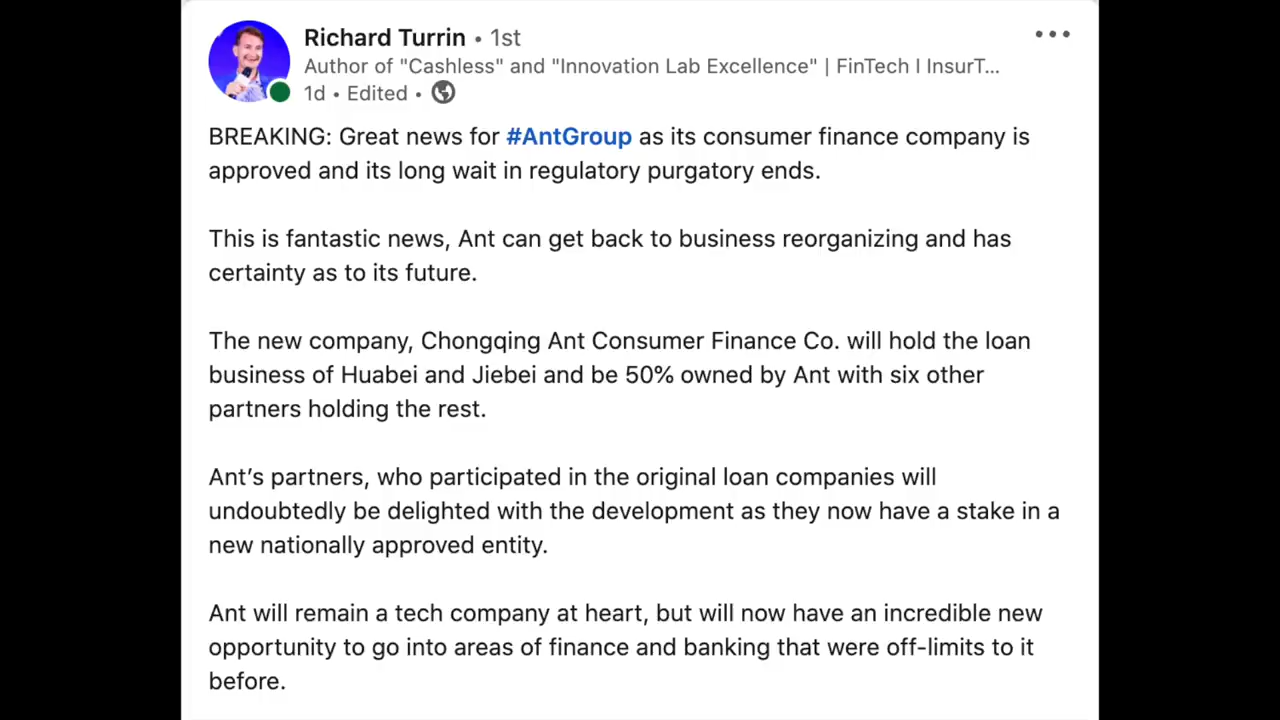 Richard Turrin • 1st
Author of "Cashless" and "Innovation Lab Excellence" | FinTech I InsurT...
1d • Edited •
BREAKING: Great news for #AntGroup as its consumer finance company is
approved and its long wait in regulatory purgatory ends.
This is fantastic news, Ant can get back to business reorganizing and has
certainty as to its future.
The new company, Chongqing Ant Consumer Finance Co. will hold the loan
business of Huabei and Jiebei and be 50% owned by Ant with six other
partners holding the rest.
Ant’s partners, who participated in the original loan companies will
undoubtedly be delighted with the development as they now have a stake in a
new nationally approved entity.
Ant will remain a tech company at heart, but will now have an incredible new
opportunity to go into areas of finance and banking that were off-limits to it
before.